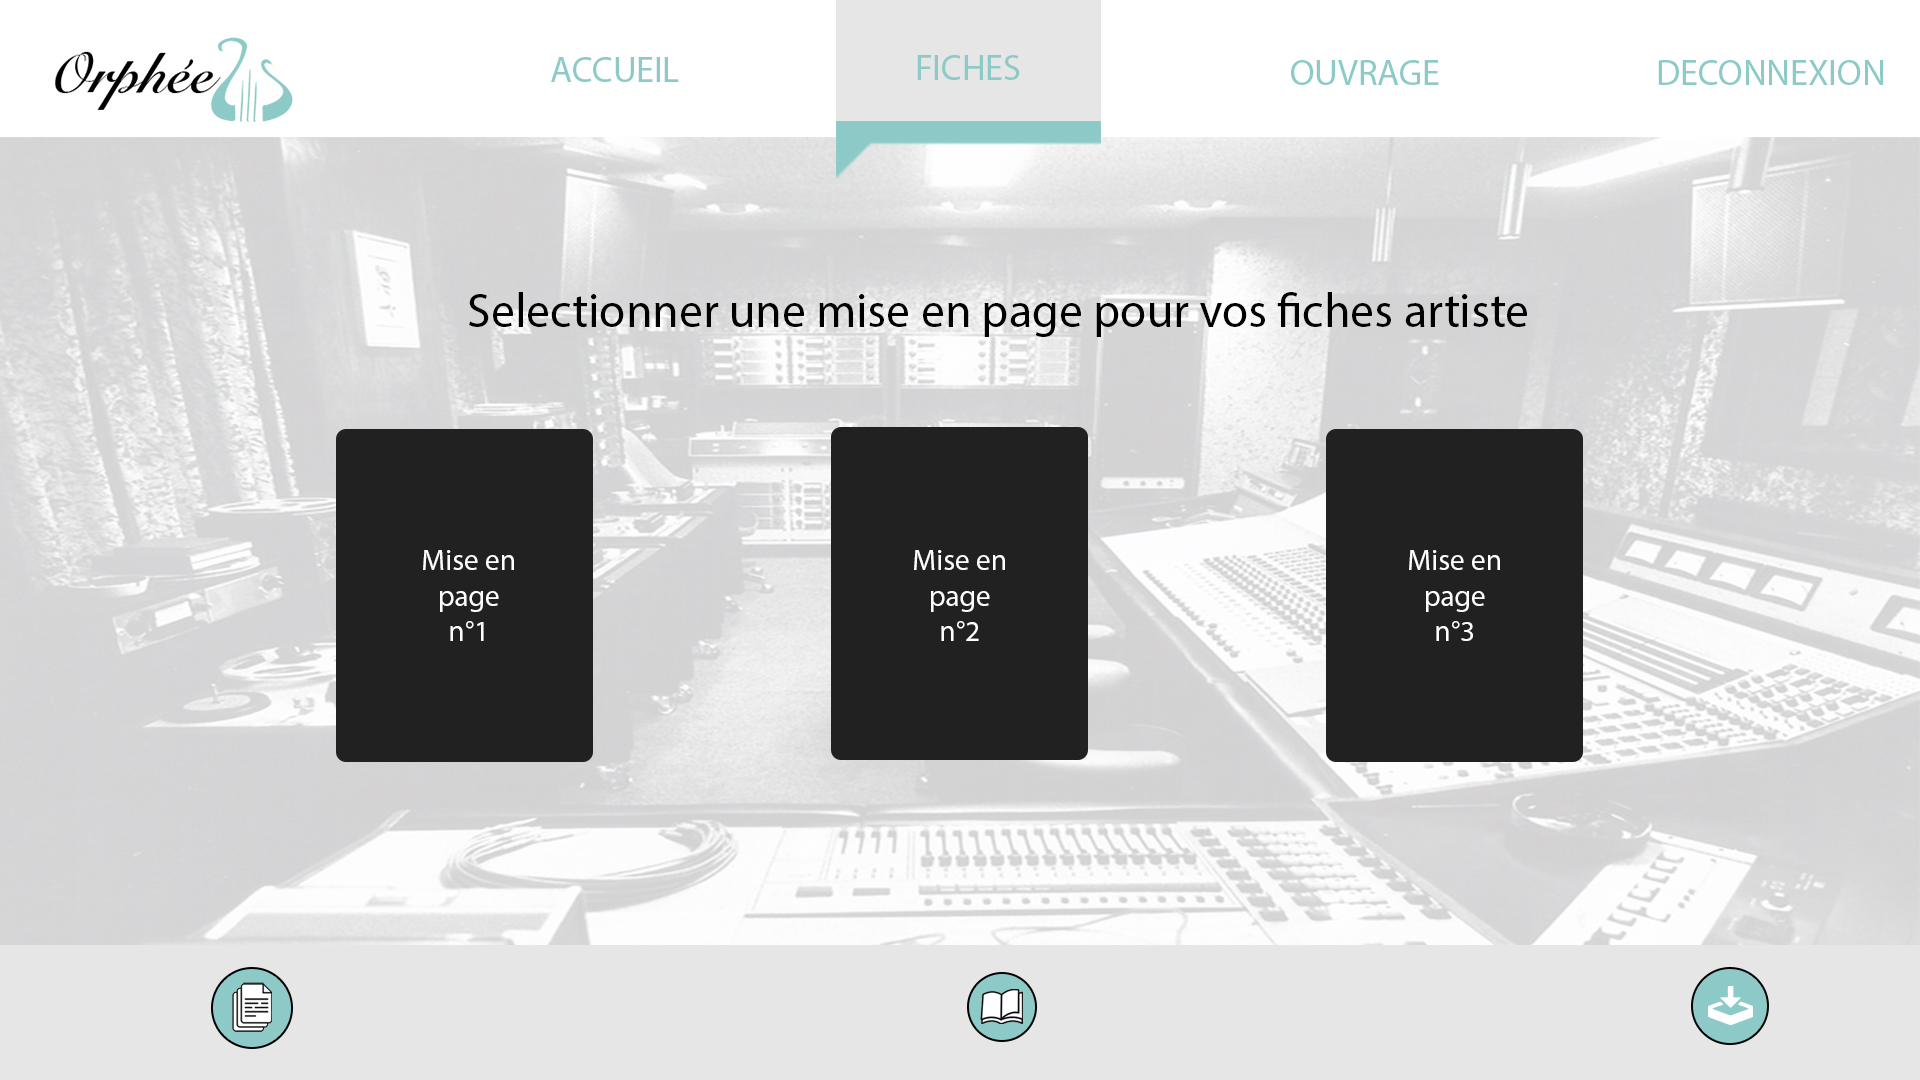 Orphée
ACCUEIL
FICHES
OUVRAGE
DECONNEXION
Selectionner une mise en page pour vos fiches artiste
Mise en
page
n°1
Mise en
page
n°2
Mise en
page
n°3